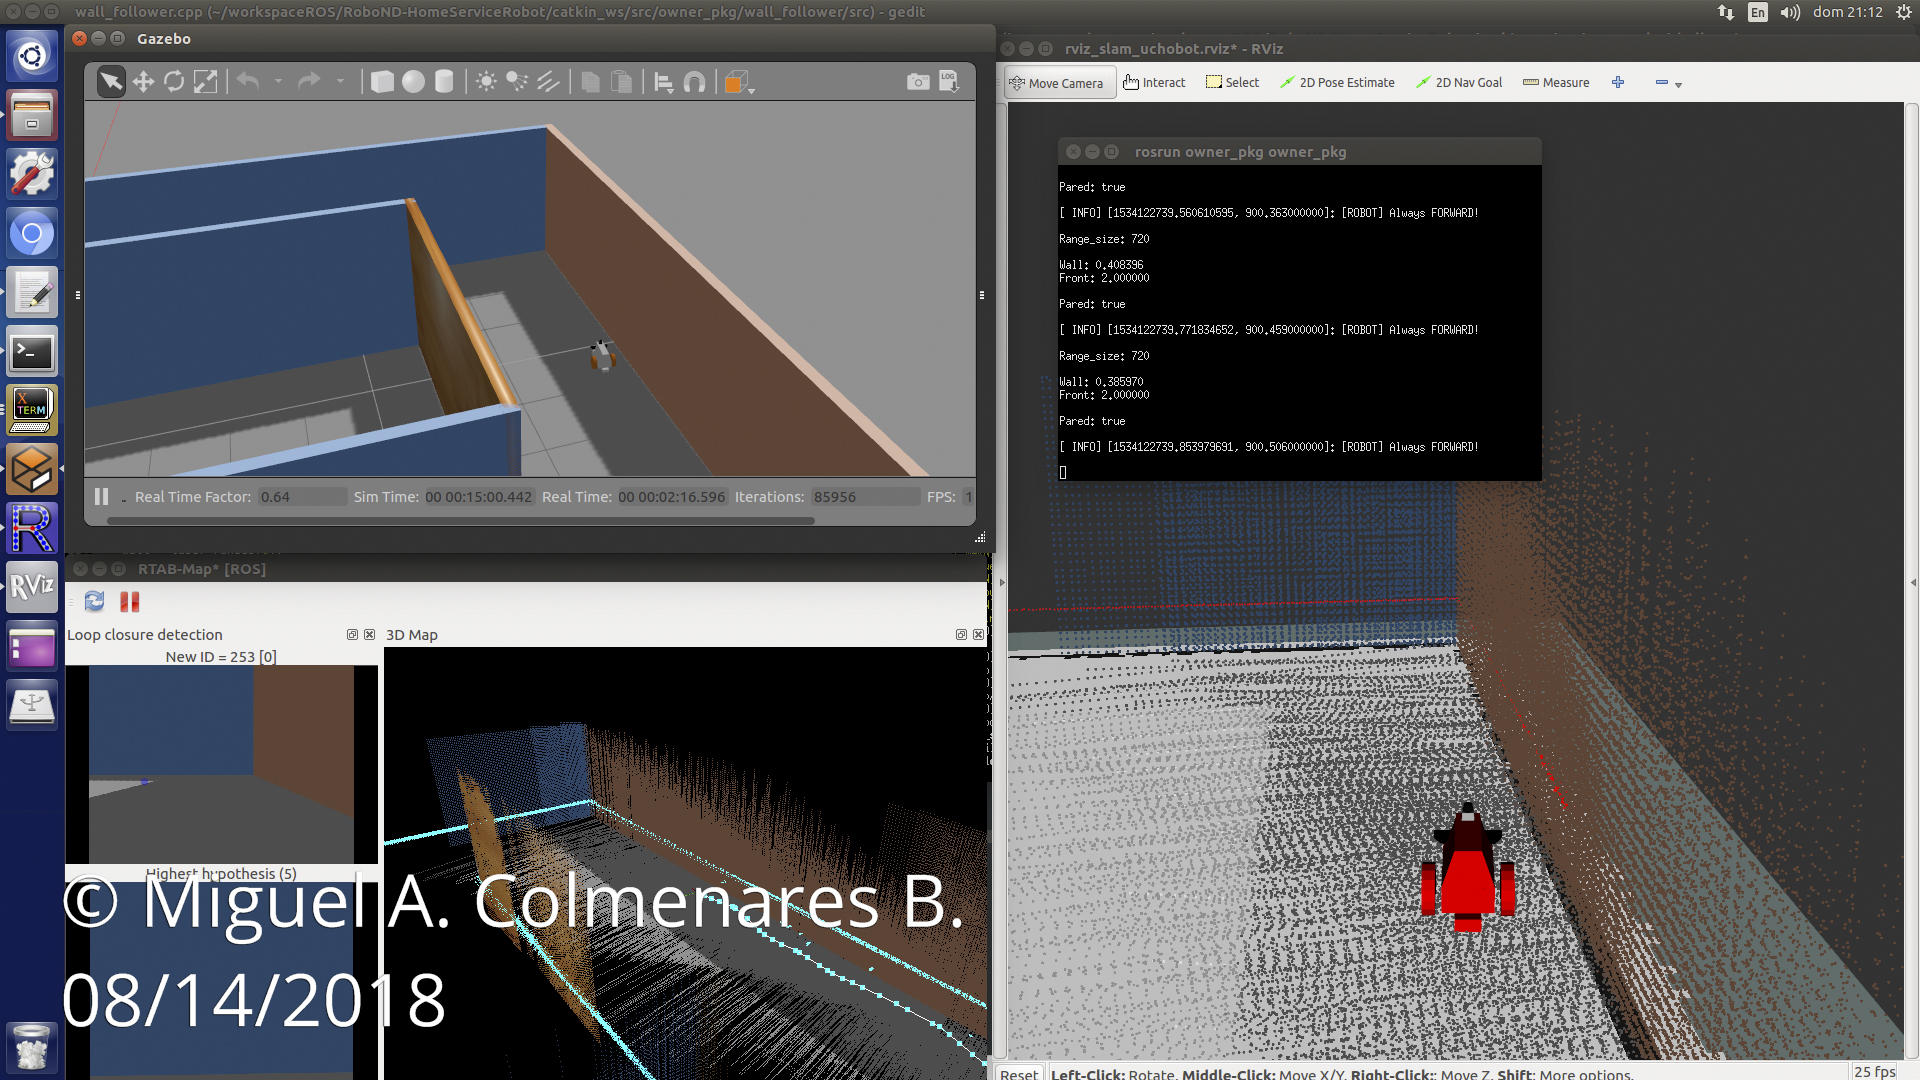 wall_follower.cpp (~/workspaceROS/RoboND-HomeServiceRobot/catkin_ws/src/owner_pkg/wall_follower/src) - gedit
En
dom 21:12
Gazebo
LOG
Real Time Factor: 0.64 Sim Time: 00 00:15:00.442 Real Time: 00 00:02:16.596 Iterations: 85956 FPS: 1
rviz_slam_uchobot.rviz* - RViz
Move Camera Interact Select 2D Pose Estimate 2D Nav Goal Measure
rosrun owner_pkg owner_pkg
Pared: true
[ INFO] [1534122739.560610595, 900.363000000]: [ROBOT] Always FORWARD!
Range_size: 720
Wall: 0.408396
Front: 2.000000
Pared: true
[ INFO] [1534122739.771834652, 900.459000000]: [ROBOT] Always FORWARD!
Range_size: 720
Wall: 0.385970
Front: 2.000000
Pared: true
[ INFO] [1534122739.853979691, 900.506000000]: [ROBOT] Always FORWARD!
X
TERM
R
RViz
RTAB-Map* [ROS]
Loop closure detection
New ID = 253 [0]
Highest hypothesis (5)
3D Map
© Miguel A. Colmenares B.
08/14/2018
Reset Left-Click: Rotate. Middle-Click: Move X/Y. Right-Click:: Move Z. Shift: More options.
25 fps